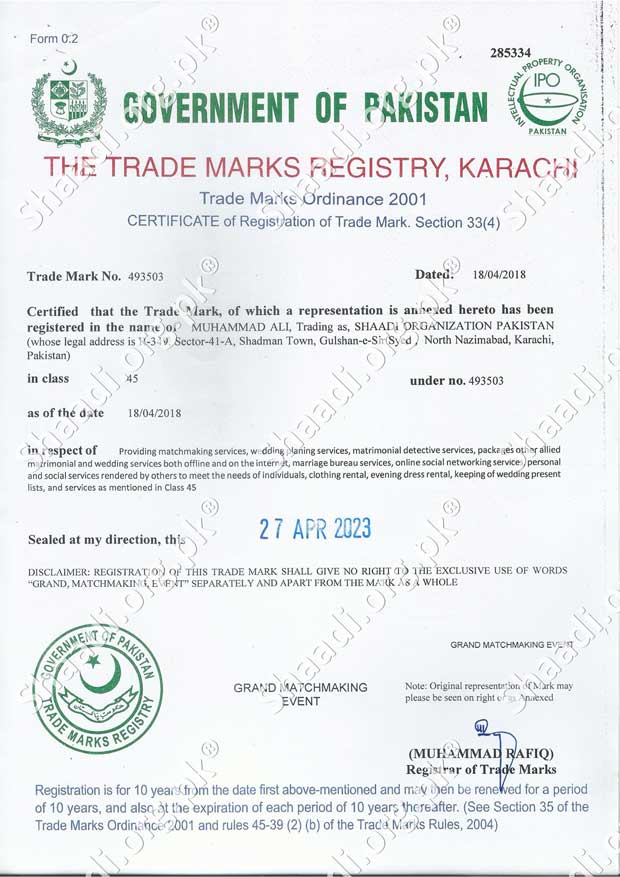 Form 0.2
285334
INTELLECTUAL PROPERTY ORGANISATION
IPO
PAKISTAN
GOVERNMENT OF PAKISTAN
THE TRADE MARKS REGISTRY, KARACHI
Trade Marks Ordinance 2001
CERTIFICATE of Registration of Trade Mark. Section 33(4)
Trade Mark No. 493503 Dated: 18/04/2018
Certified that the Trade Mark, of which a representation is annexed hereto has been
registered in the name of MUHAMMAD ALI, Trading as, SHAADI ORGANIZATION PAKISTAN
(whose legal address is Sector-41-A, Shadman Town, Gulshan-e-Sir(Syed) North Nazimabad, Karachi,
Pakistan)
in class 45 under no. 493503
as of the date 18/04/2018
in respect of Providing matchmaking services, wedding planing services, matrimonial detective services, packages other allied
matrimonial and wedding services both offline and on the internet, marriage bureau services, online social networking services) personal
and social services rendered by others to meet the needs of individuals, clothing rental, evening dress rental, keeping of wedding present
lists, and services as mentioned in Class 45
Sealed at my direction, this 27 APR 2023
DISCLAIMER: REGISTRATION OF THIS TRADE MARK SHALL GIVE NO RIGHT TO THE EXCLUSIVE USE OF WORDS
“GRAND, MATCHMAKING, EVENT” SEPARATELY AND APART FROM THE MARK AS A WHOLE
GOVERNMENT OF PAKISTAN
TRADE MARKS REGISTRY
GRAND MATCHMAKING EVENT
GRAND MATCHMAKING
EVENT
Note: Original representation of Mark may
please be seen on right of as Annexed
(MUHAMMAD RAFIQ)
Registrar of Trade Marks
Registration is for 10 years from the date first above-mentioned and may then be renewed for a period
of 10 years, and also at the expiration of each period of 10 years thereafter. (See Section 35 of the
Trade Marks Ordinance 2001 and rules 45-39 (2) (b) of the Trade Marks Rules, 2004)
Shaadi.org.pk®